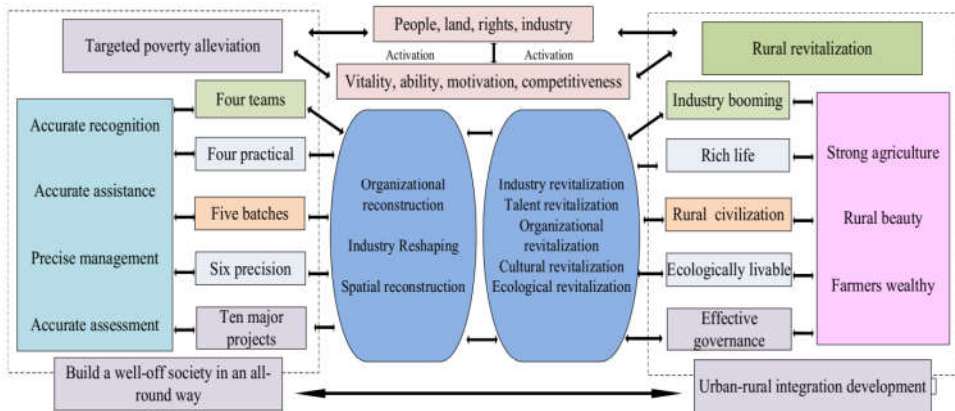 Targeted poverty alleviation
People, land, rights, industry
Activation
Activation
Vitality, ability, motivation, competitiveness
Rural revitalization
Accurate recognition
Accurate assistance
Precise management
Accurate assessment
Four teams
Four practical
Five batches
Six precision
Ten major
projects
Organizational
reconstruction
Industry Reshaping
Spatial reconstruction
Industry revitalization
Talent revitalization
Organizational
revitalization
Cultural revitalization
Ecological revitalization
Industry booming
Rich life
Rural civilization
Ecologically livable
Effective
governance
Strong agriculture
Rural beauty
Farmers wealthy
Build a well-off society in an all-
round way
Urban-rural integration development